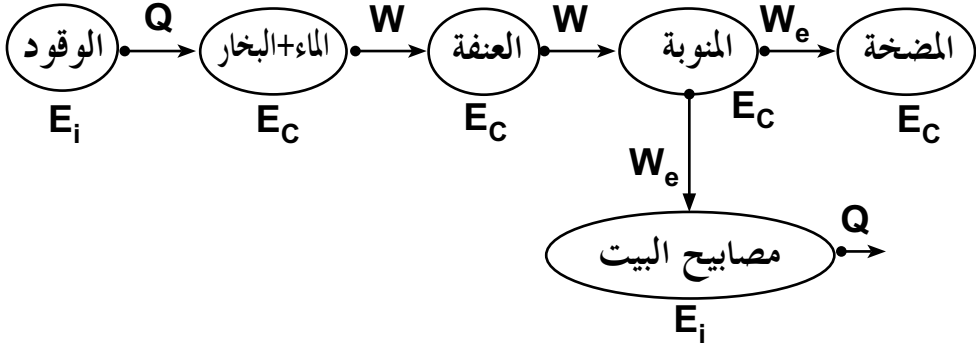 Q W W We
الوقود الماء+البخار العنفة المنوبة المضخة
Ei EC EC EC EC
We
مصابيح البيت Q
Ei